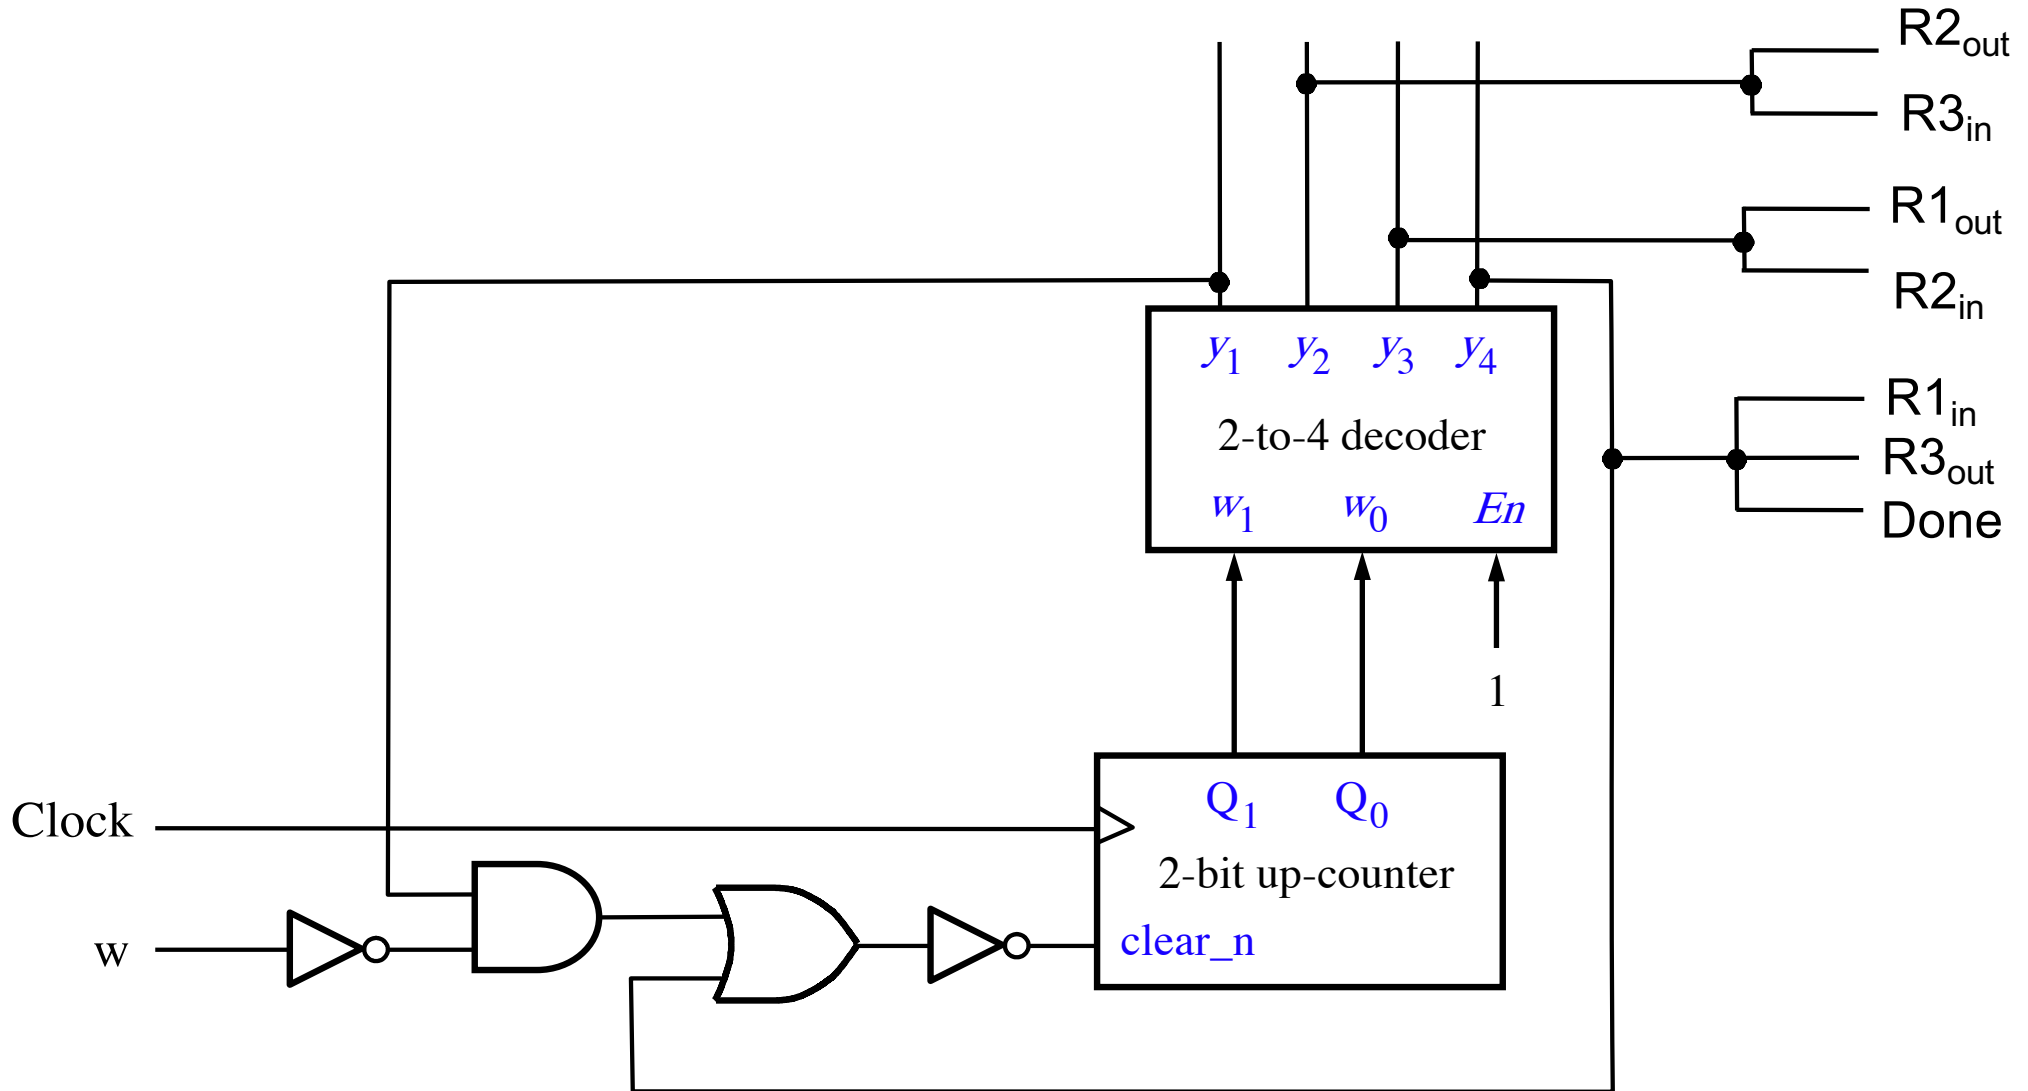 R2out
R3in
R1out
R2in
y1 y2 y3 y4
R1in
2-to-4 decoder
R3out
w1 w0 En
Done
1
Q1 Q0
Clock
2-bit up-counter
clear_n
w